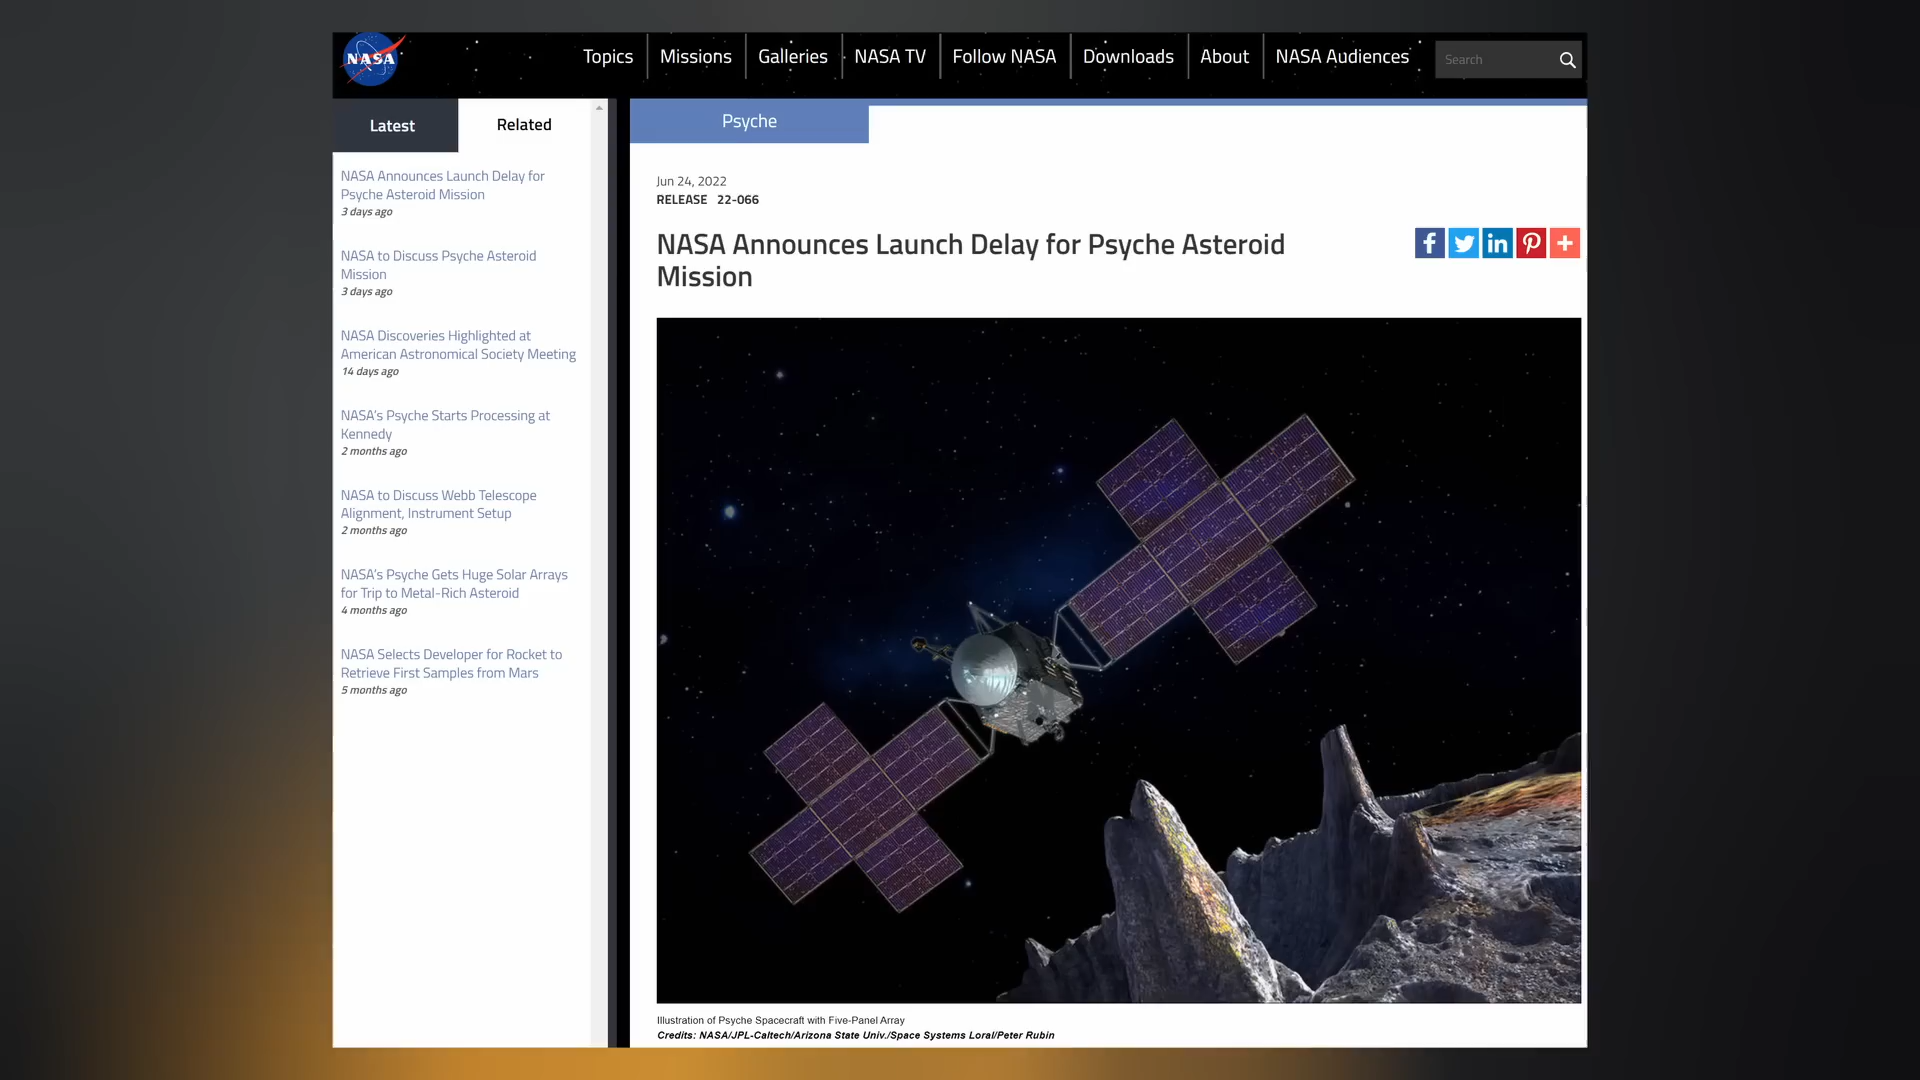 NASA
Topics
Missions
Galleries
NASA TV
Follow NASA
Downloads
About
NASA Audiences
Search
Latest
Related
NASA Announces Launch Delay for
Psyche Asteroid Mission
3 days ago
NASA to Discuss Psyche Asteroid
Mission
3 days ago
NASA Discoveries Highlighted at
American Astronomical Society Meeting
14 days ago
NASA's Psyche Starts Processing at
Kennedy
2 months ago
NASA to Discuss Webb Telescope
Alignment, Instrument Setup
2 months ago
NASA's Psyche Gets Huge Solar Arrays
for Trip to Metal-Rich Asteroid
4 months ago
NASA Selects Developer for Rocket to
Retrieve First Samples from Mars
5 months ago
Psyche
Jun 24, 2022
RELEASE 22-066
NASA Announces Launch Delay for Psyche Asteroid
Mission
Illustration of Psyche Spacecraft with Five-Panel Array
Credits: NASA/JPL-Caltech/Arizona State Univ./Space Systems Loral/Peter Rubin